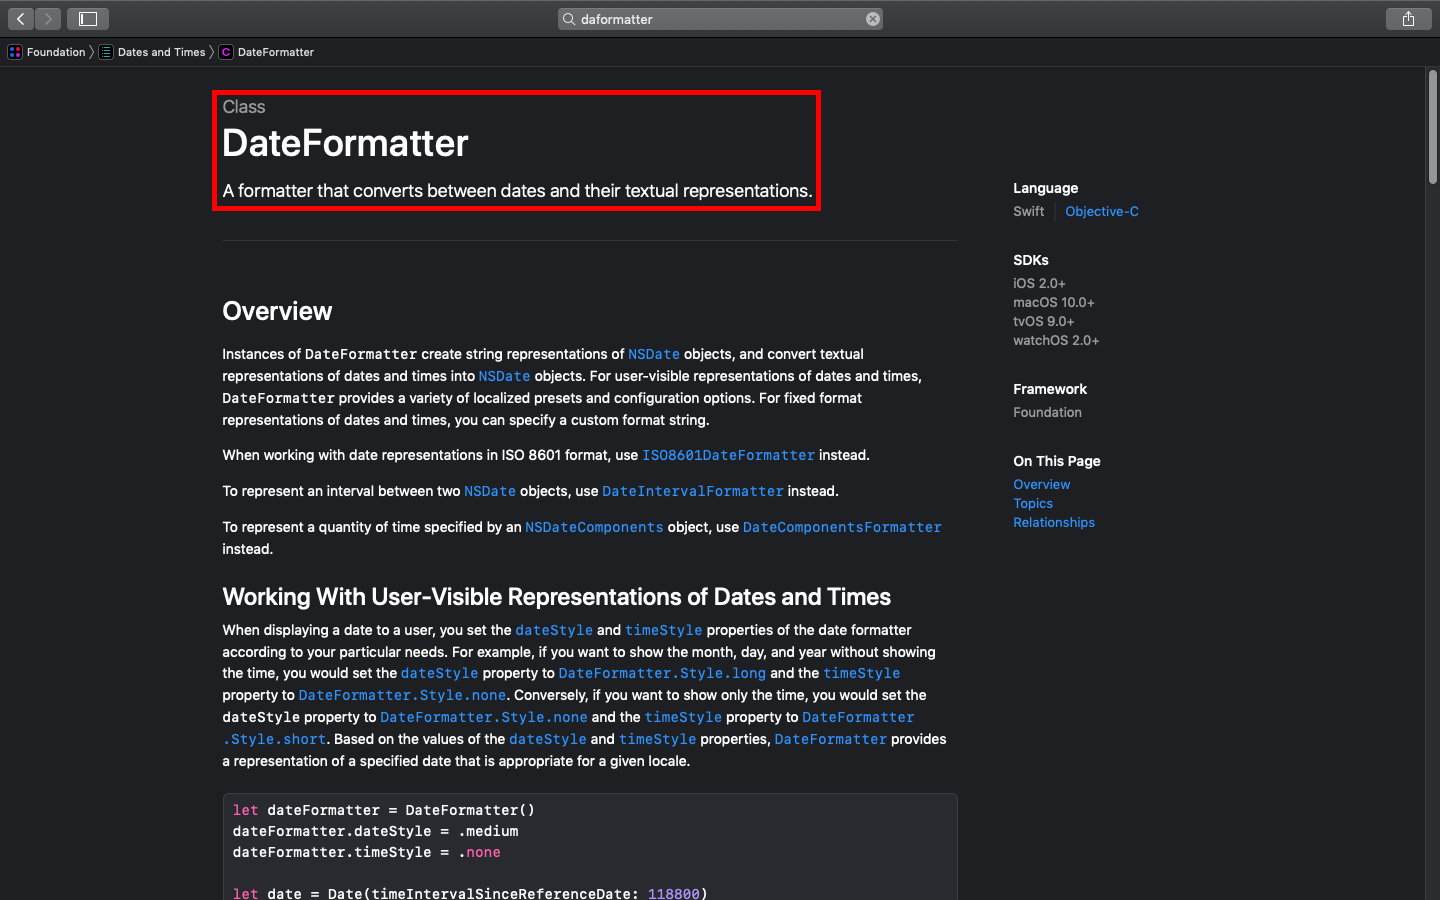 daformatter
Foundation
Dates and Times
C
DateFormatter
Class
DateFormatter
A formatter that converts between dates and their textual representations.
Language
Swift
Objective-C
SDKs
iOS 2.0+
macOS 10.0+
tvOS 9.0+
watchOS 2.0+
Framework
Foundation
On This Page
Overview
Topics
Relationships
Overview
Instances of DateFormatter create string representations of NSDate objects, and convert textual
representations of dates and times into NSDate objects. For user-visible representations of dates and times,
DateFormatter provides a variety of localized presets and configuration options. For fixed format
representations of dates and times, you can specify a custom format string.
When working with date representations in ISO 8601 format, use ISO8601DateFormatter instead.
To represent an interval between two NSDate objects, use DateIntervalFormatter instead.
To represent a quantity of time specified by an NSDateComponents object, use DateComponentsFormatter
instead.
Working With User-Visible Representations of Dates and Times
When displaying a date to a user, you set the dateStyle and timeStyle properties of the date formatter
according to your particular needs. For example, if you want to show the month, day, and year without showing
the time, you would set the dateStyle property to DateFormatter.Style.long and the timeStyle
property to DateFormatter.Style.none. Conversely, if you want to show only the time, you would set the
dateStyle property to DateFormatter.Style.none and the timeStyle property to DateFormatter
.Style.short. Based on the values of the dateStyle and timeStyle properties, DateFormatter provides
a representation of a specified date that is appropriate for a given locale.
let dateFormatter = DateFormatter()
dateFormatter.dateStyle = .medium
dateFormatter.timeStyle = .none
let date = Date(timeIntervalSinceReferenceDate: 118800)